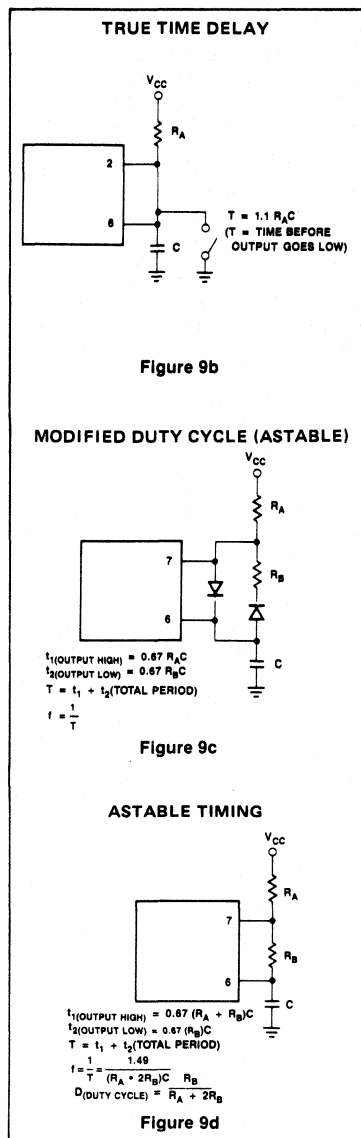 TRUE TIME DELAY
VCC
RA
2
6
C
T = 1.1 RAC
(T = TIME BEFORE
OUTPUT GOES LOW)
Figure 9b
MODIFIED DUTY CYCLE (ASTABLE)
VCC
RA
7
RB
6
C
t1(OUTPUT HIGH) = 0.67 RAC
t2(OUTPUT LOW) = 0.67 RBC
T = t1 + t2(TOTAL PERIOD)
f = 1/T
Figure 9c
ASTABLE TIMING
VCC
RA
7
RB
6
C
t1(OUTPUT HIGH) = 0.67 (RA + RB)C
t2(OUTPUT LOW) = 0.67 (RB)C
T = t1 + t2(TOTAL PERIOD)
f = 1/T = 1.49/(RA • 2RB)C
D(DUTY CYCLE) = RB/RA + 2RB
Figure 9d